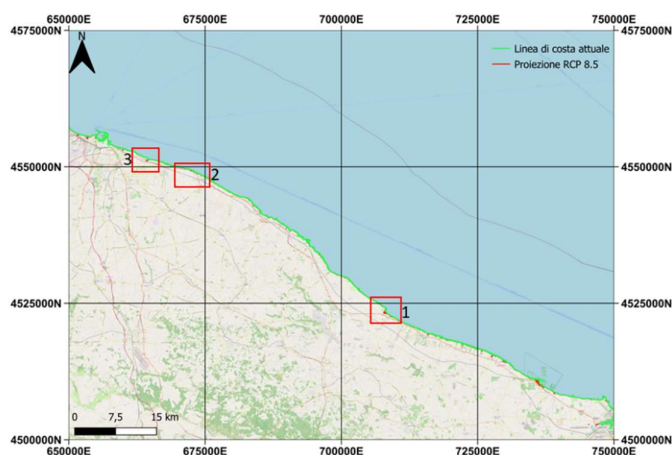 650000E 675000E 700000E 725000E 750000E
4575000N 4575000N
N
Linea di costa attuale
Proiezione RCP 8.5
3
2
4550000N 4550000N
1
4525000N 4525000N
0 7,5 15 km
4500000N 4500000N
650000E 675000E 700000E 725000E 750000E